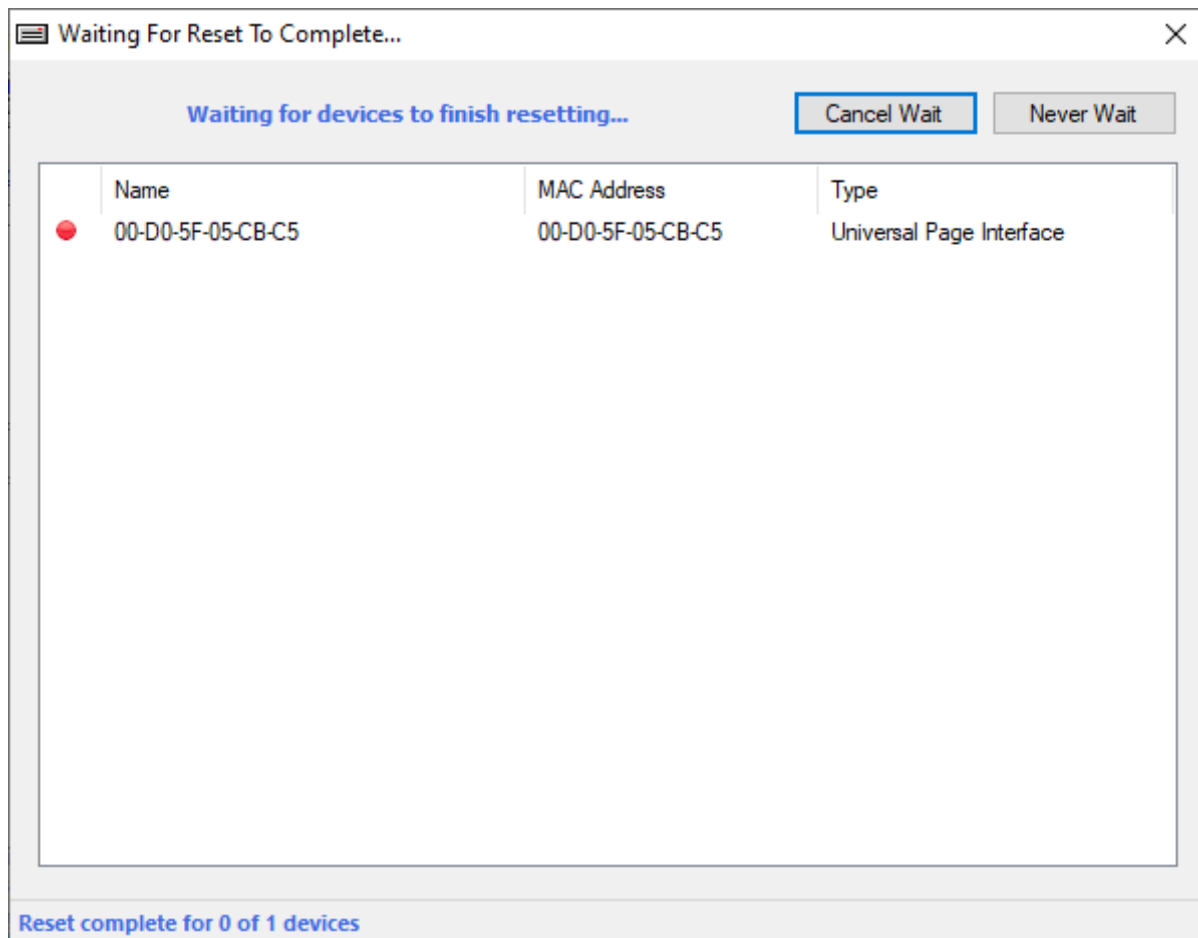 Waiting For Reset To Complete...
Waiting for devices to finish resetting... Cancel Wait Never Wait
Name MAC Address Type
00-D0-5F-05-CB-C5 00-D0-5F-05-CB-C5 Universal Page Interface
Reset complete for 0 of 1 devices